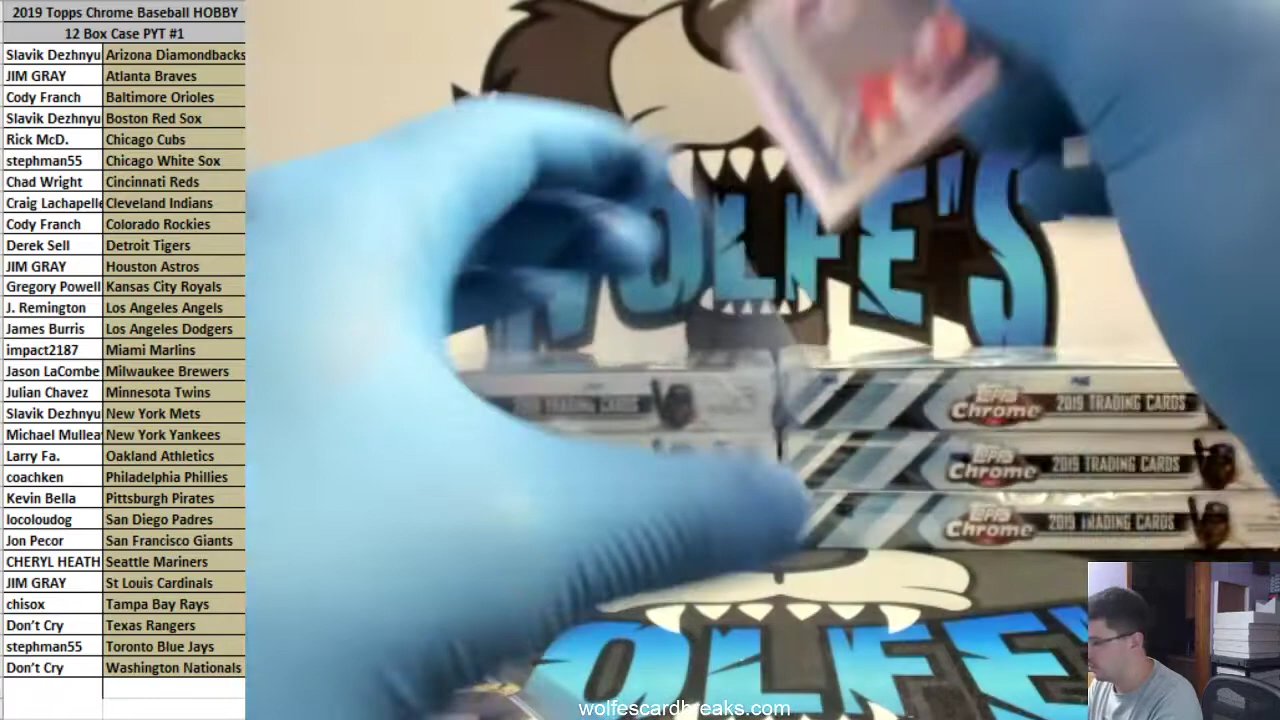 2019 Topps Chrome Baseball HOBBY
12 Box Case PYT #1
Slavik Dezhnyu Arizona Diamondbacks
JIM GRAY Atlanta Braves
Cody Franch Baltimore Orioles
Slavik Dezhnyu Boston Red Sox
Rick McD. Chicago Cubs
stephman55 Chicago White Sox
Chad Wright Cincinnati Reds
Craig Lachapelle Cleveland Indians
Cody Franch Colorado Rockies
Derek Sell Detroit Tigers
JIM GRAY Houston Astros
Gregory Powell Kansas City Royals
J. Remington Los Angeles Angels
James Burris Los Angeles Dodgers
impact2187 Miami Marlins
Jason LaCombe Milwaukee Brewers
Julian Chavez Minnesota Twins
Slavik Dezhnyu New York Mets
Michael Mullea New York Yankees
Larry Fa. Oakland Athletics
coachken Philadelphia Phillies
Kevin Bella Pittsburgh Pirates
locoloudog San Diego Padres
Jon Pecor San Francisco Giants
CHERYL HEATH Seattle Mariners
JIM GRAY St Louis Cardinals
chisox Tampa Bay Rays
Don't Cry Texas Rangers
stephman55 Toronto Blue Jays
Don't Cry Washington Nationals
WOLFE'S
2019 TRADING CARDS
TOPPS Chrome 2019 TRADING CARDS
TOPPS Chrome 2019 TRADING CARDS
TOPPS Chrome 2019 TRADING CARDS
OLFE'
wolfescardbreaks.com